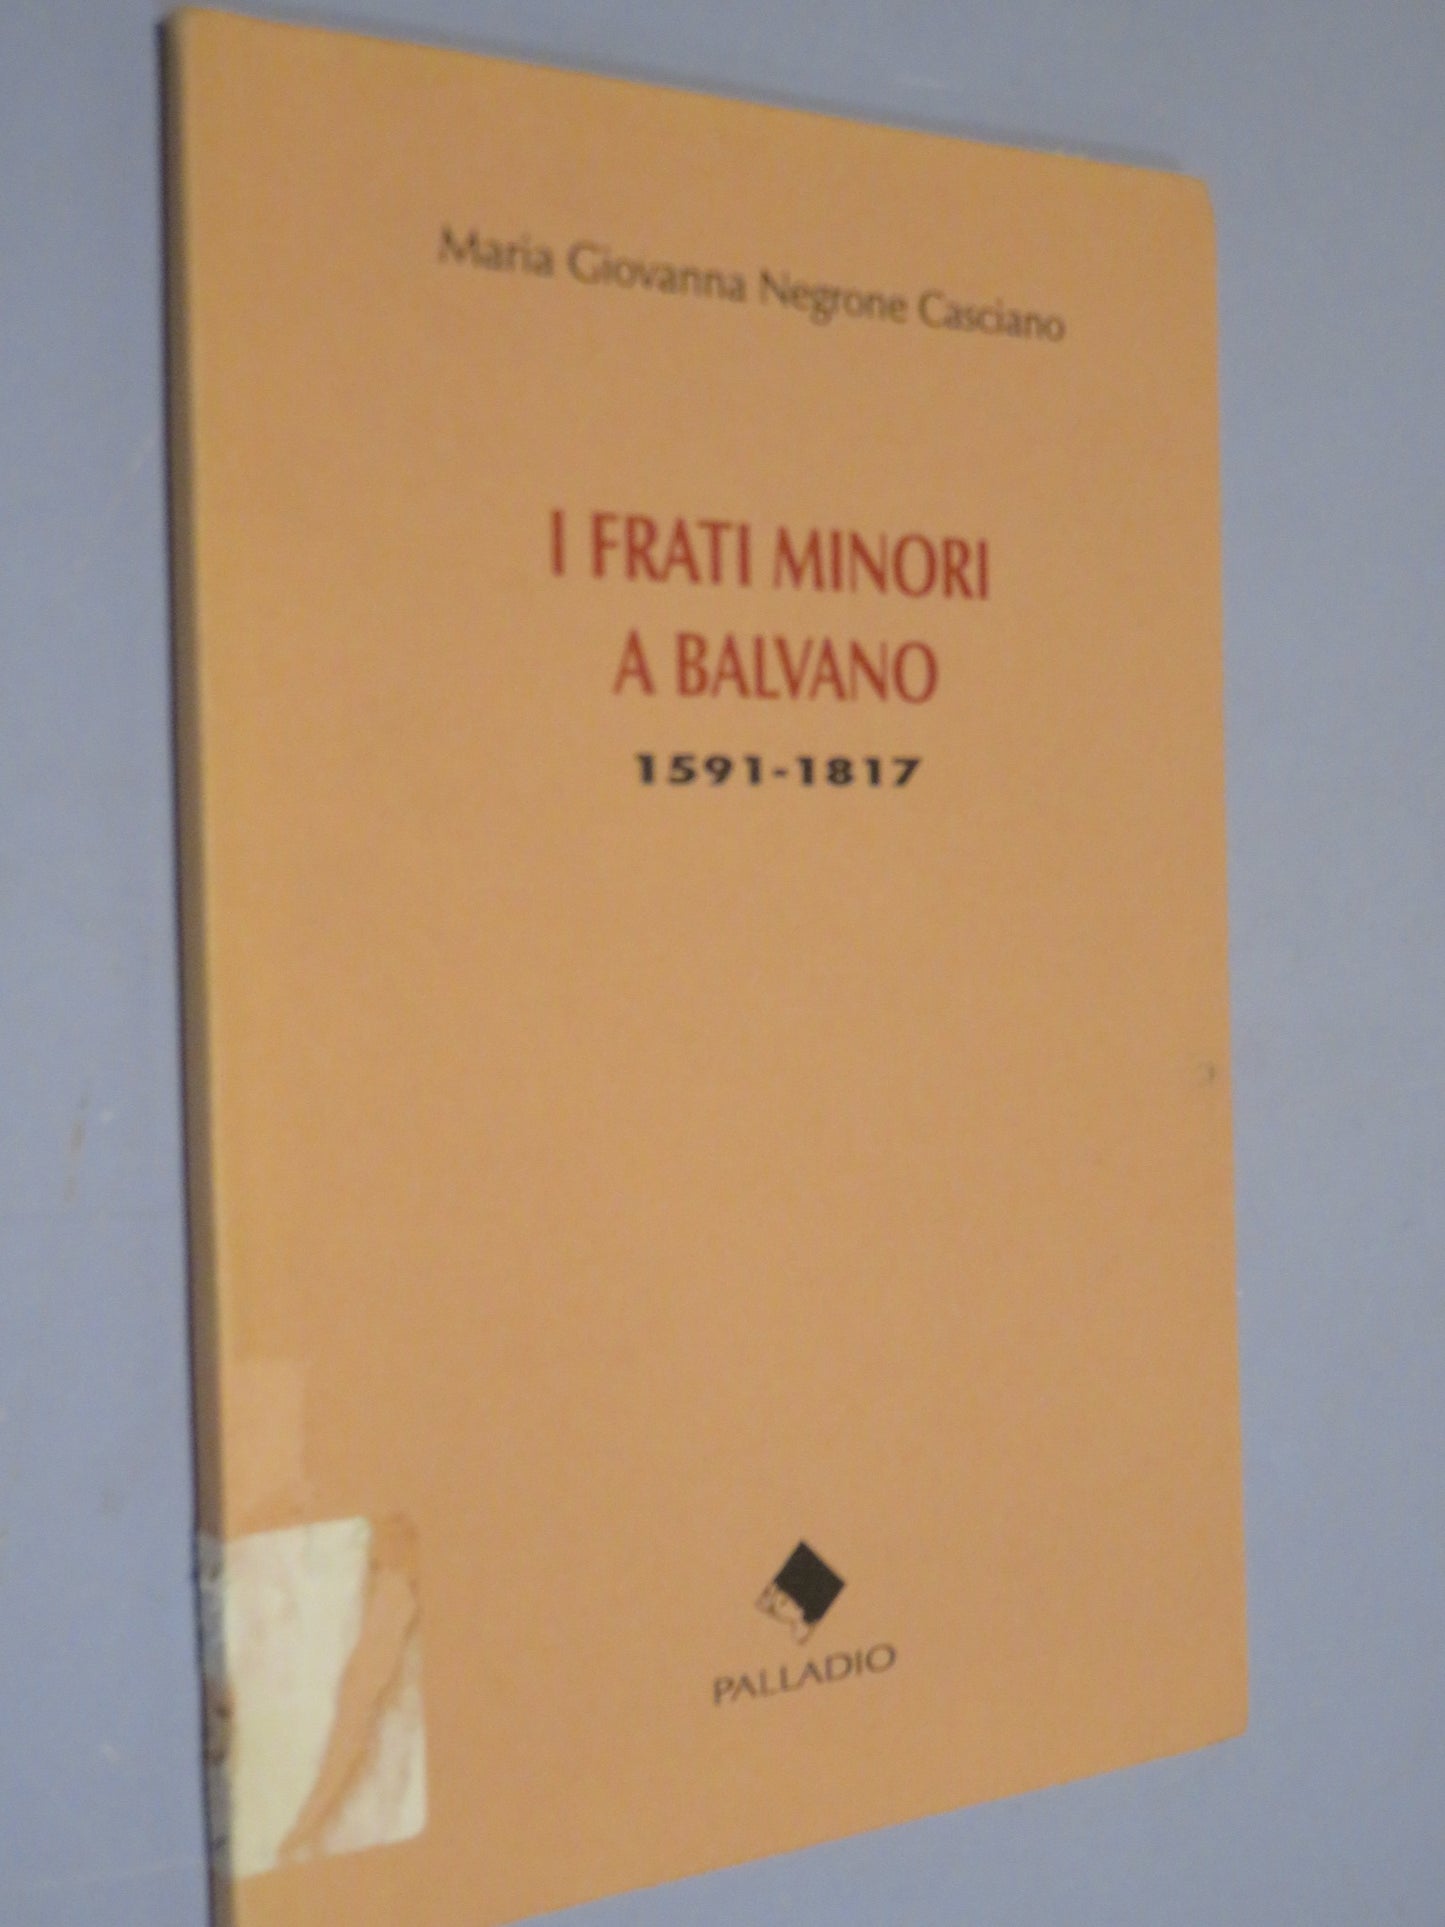 Maria Giovanna Negrone Casciano
I FRATI MINORI
A BALVANO
1591-1817
PALLADIO